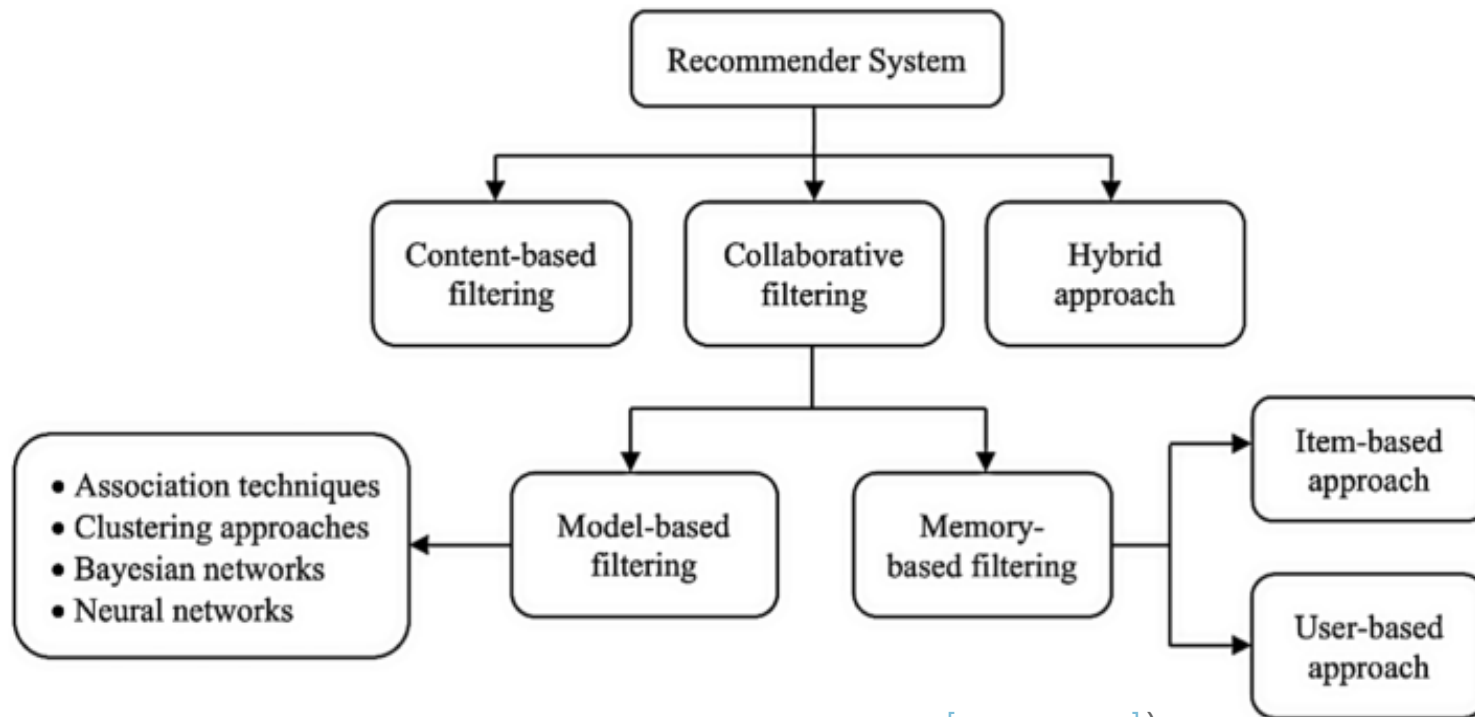 Recommender System
Content-based
filtering
Collaborative
filtering
Hybrid
approach
• Association techniques
• Clustering approaches
• Bayesian networks
• Neural networks
Model-based
filtering
Memory-
based filtering
Item-based
approach
User-based
approach